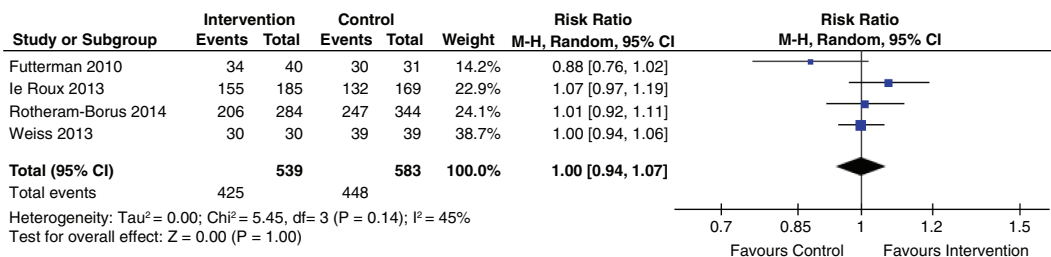 Intervention Control Risk Ratio Risk Ratio
Study or Subgroup Events Total Events Total Weight M-H, Random, 95% CI M-H, Random, 95% CI
Futterman 2010 34 40 30 31 14.2% 0.88 [0.76, 1.02]
le Roux 2013 155 185 132 169 22.9% 1.07 [0.97, 1.19]
Rotheram-Borus 2014 206 284 247 344 24.1% 1.01 [0.92, 1.11]
Weiss 2013 30 30 39 39 38.7% 1.00 [0.94, 1.06]
Total (95% CI) 539 583 100.0% 1.00 [0.94, 1.07]
Total events 425 448
Heterogeneity: Tau² = 0.00; Chi² = 5.45, df= 3 (P = 0.14); I² = 45%
Test for overall effect: Z = 0.00 (P = 1.00)
0.7 0.85 1 1.2 1.5
Favours Control Favours Intervention